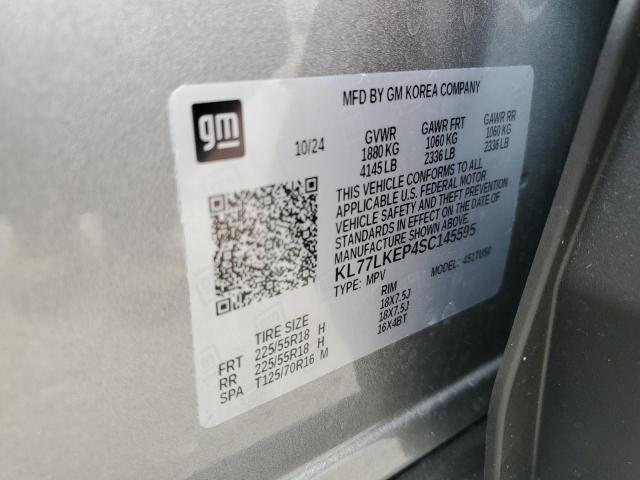 MFD BY GM KOREA COMPANY
gm
10/24
GVWR GAWR FRT GAWR RR
1880 KG 1060 KG 1060 KG
4145 LB 2336 LB 2336 LB
THIS VEHICLE CONFORMS TO ALL
APPLICABLE U.S. FEDERAL MOTOR
VEHICLE SAFETY AND THEFT PREVENTION
STANDARDS IN EFFECT ON THE DATE OF
MANUFACTURE SHOWN ABOVE.
KL77LKEP4SC145595
TYPE: MPV MODEL: 4S1TU58
TIRE SIZE RIM
FRT 225/55R18 H 18X7.5J
RR 225/55R18 H 18X7.5J
SPA T125/70R16 M 16X4BT